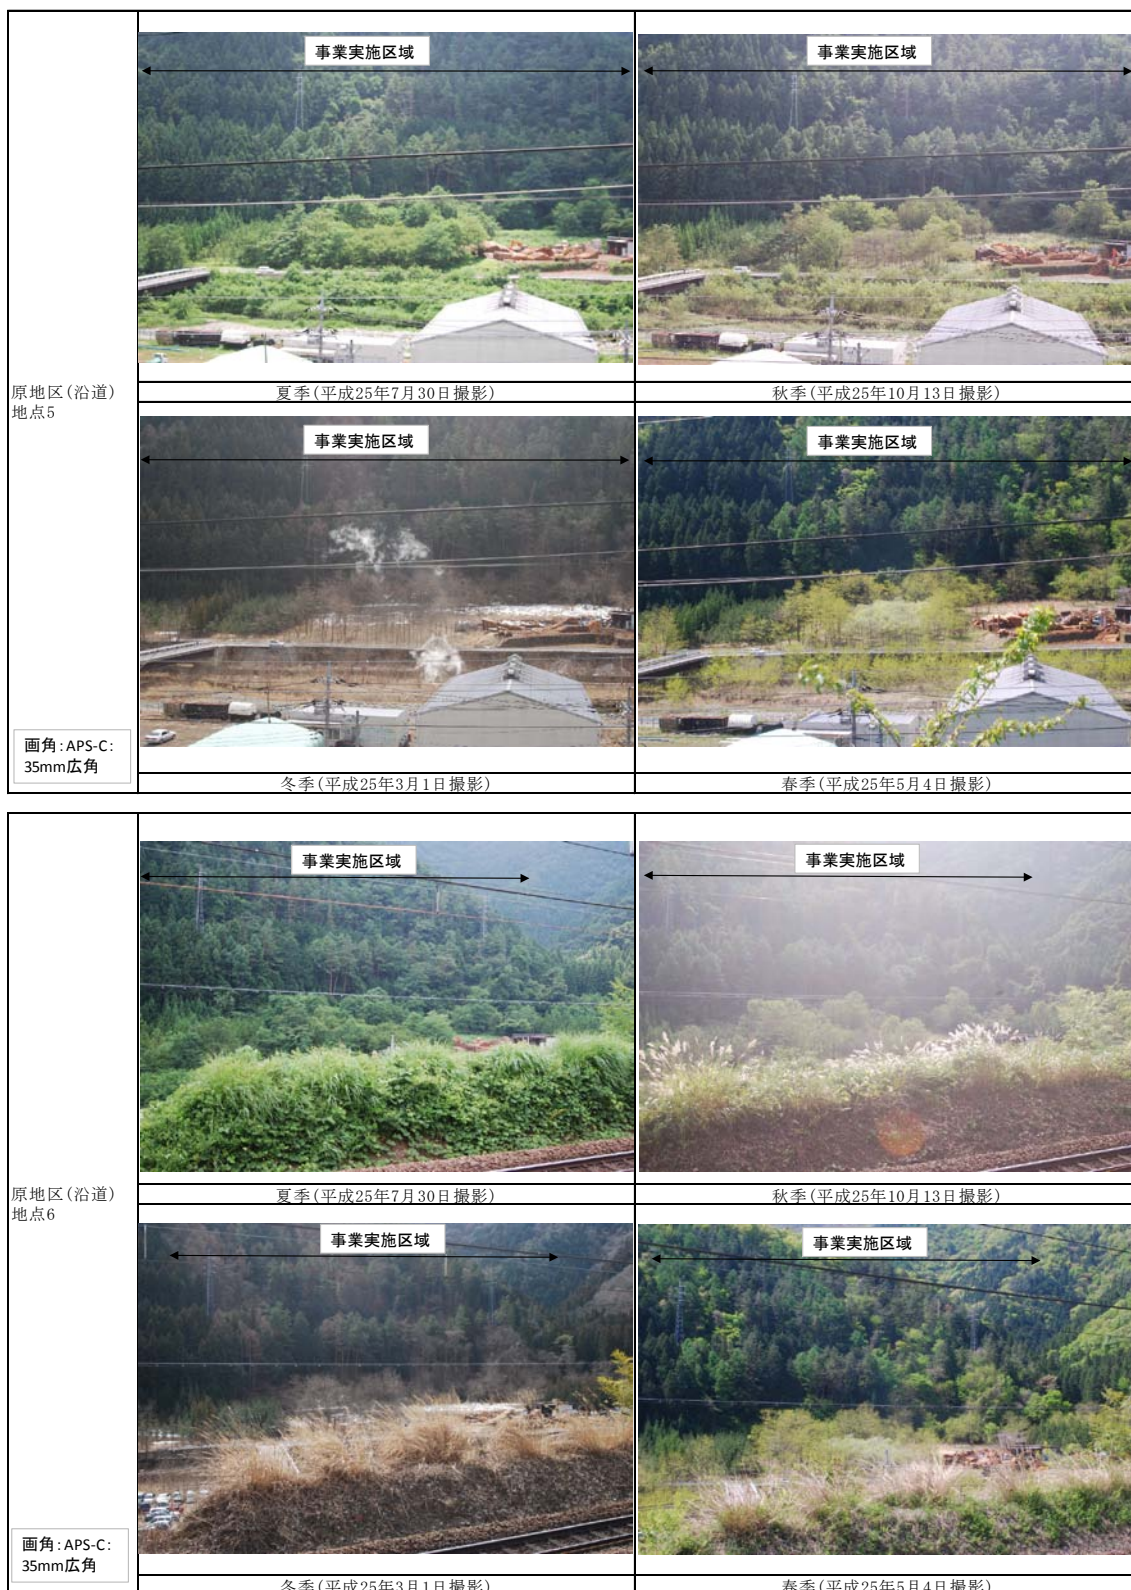 事業実施区域
事業実施区域
夏季(平成25年7月30日撮影)
秋季(平成25年10月13日撮影)
原地区(沿道)
地点5
事業実施区域
事業実施区域
画角:APS-C:
35mm広角
冬季(平成25年3月1日撮影)
春季(平成25年5月4日撮影)
事業実施区域
事業実施区域
夏季(平成25年7月30日撮影)
秋季(平成25年10月13日撮影)
原地区(沿道)
地点6
事業実施区域
事業実施区域
画角:APS-C:
35mm広角
冬季(平成25年3月1日撮影)
春季(平成25年5月4日撮影)